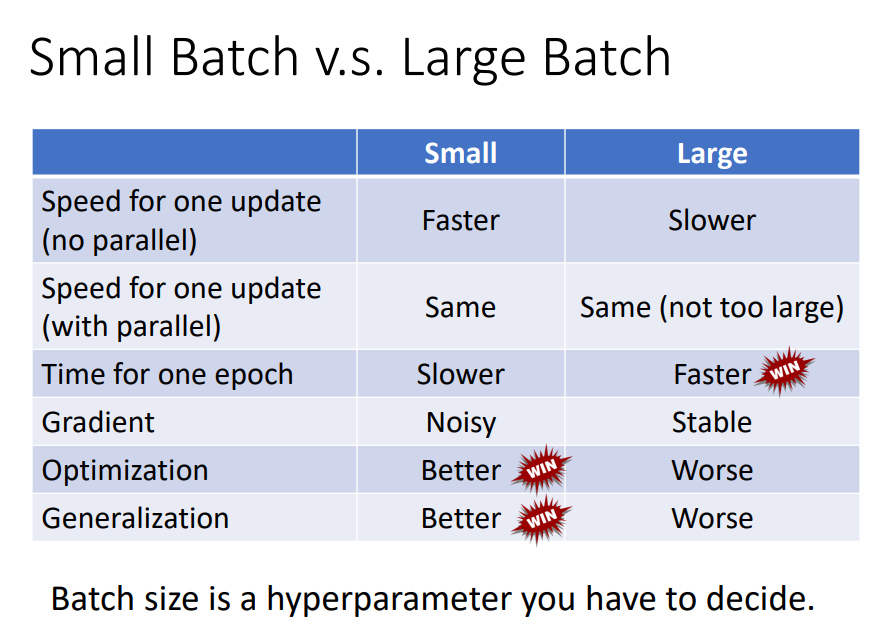 Small Batch v.s. Large Batch
Small Large
Speed for one update
(no parallel)
Faster Slower
Speed for one update
(with parallel)
Same Same (not too large)
Time for one epoch Slower Faster WIN
Gradient Noisy Stable
Optimization Better WIN Worse
Generalization Better WIN Worse
Batch size is a hyperparameter you have to decide.